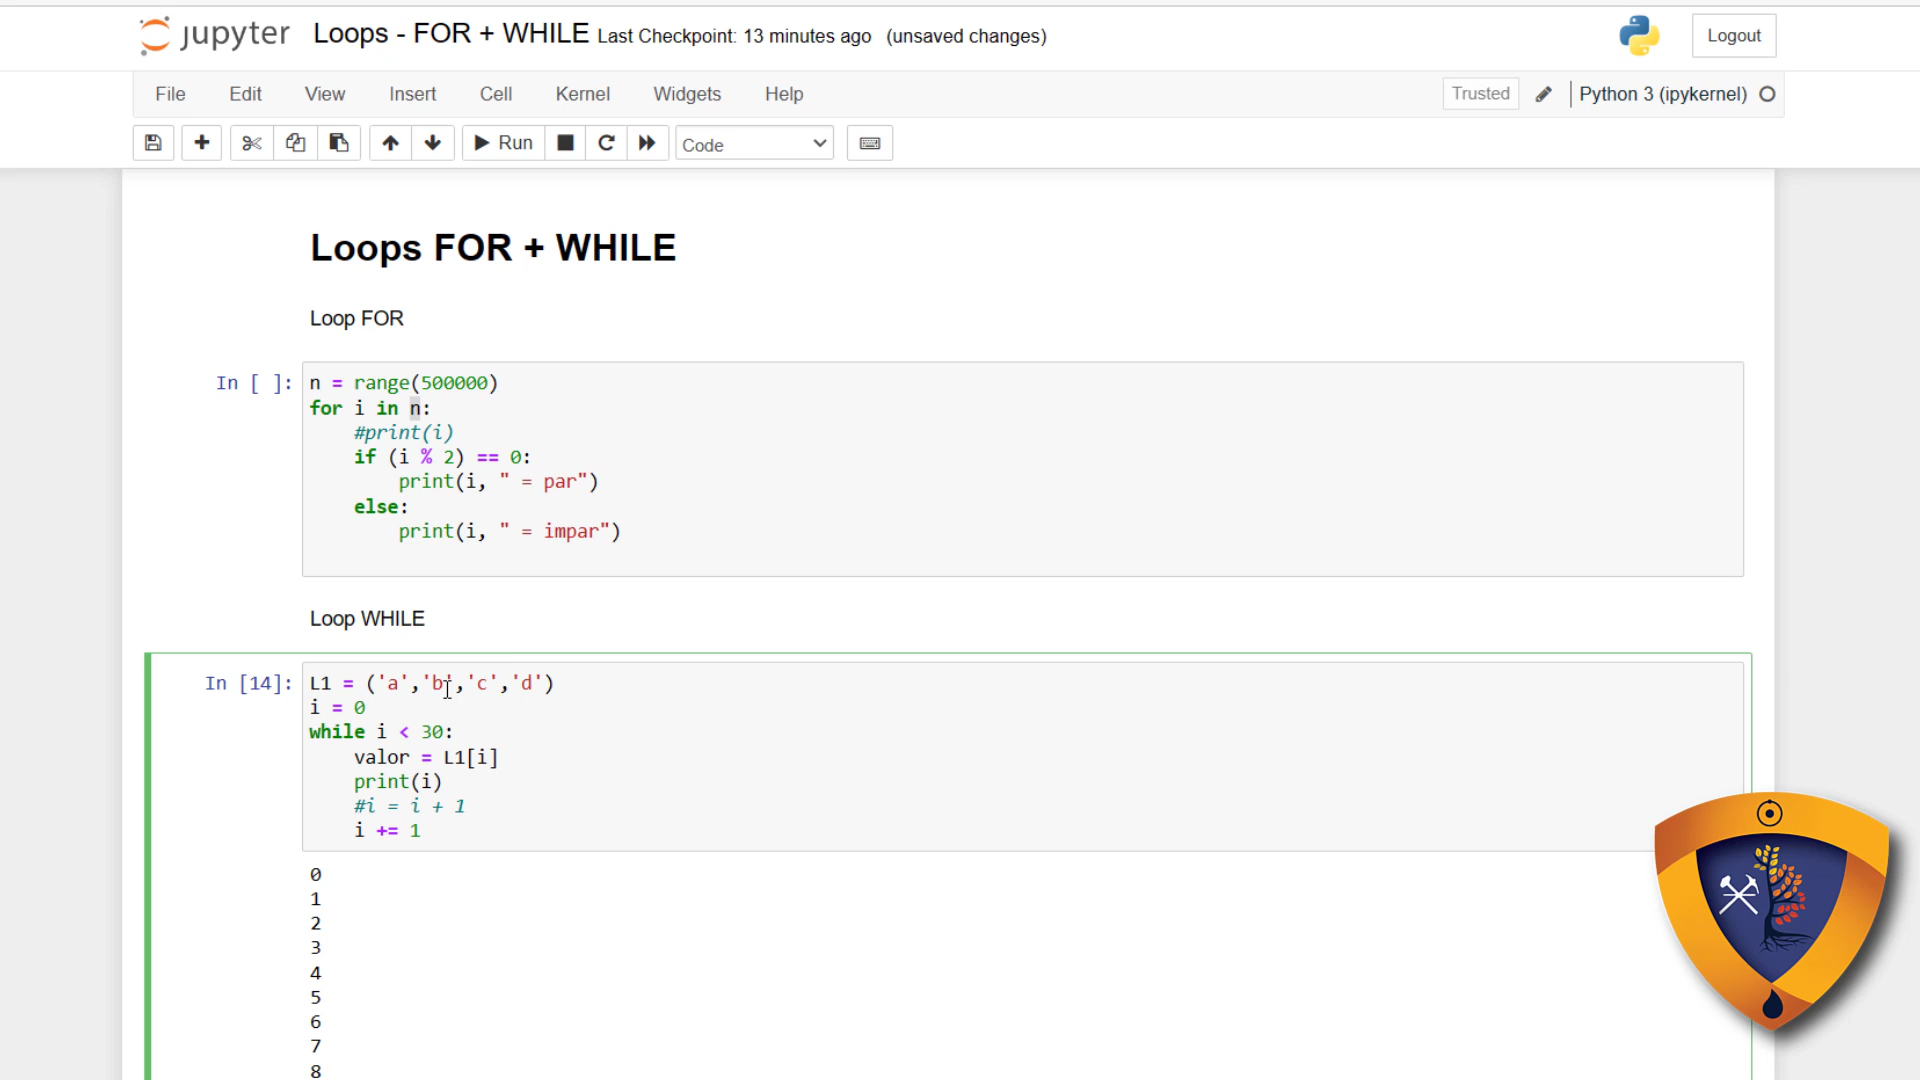 jupyter Loops - FOR + WHILE Last Checkpoint: 13 minutes ago (unsaved changes) Logout
File Edit View Insert Cell Kernel Widgets Help Trusted Python 3 (ipykernel)
Run Code
Loops FOR + WHILE
Loop FOR
In [ ]: n = range(500000)
for i in n:
    #print(i)
    if (i % 2) == 0:
        print(i, " = par")
    else:
        print(i, " = impar")
Loop WHILE
In [14]: L1 = ('a','b','c','d')
i = 0
while i < 30:
    valor = L1[i]
    print(i)
    #i = i + 1
    i += 1
0
1
2
3
4
5
6
7
8